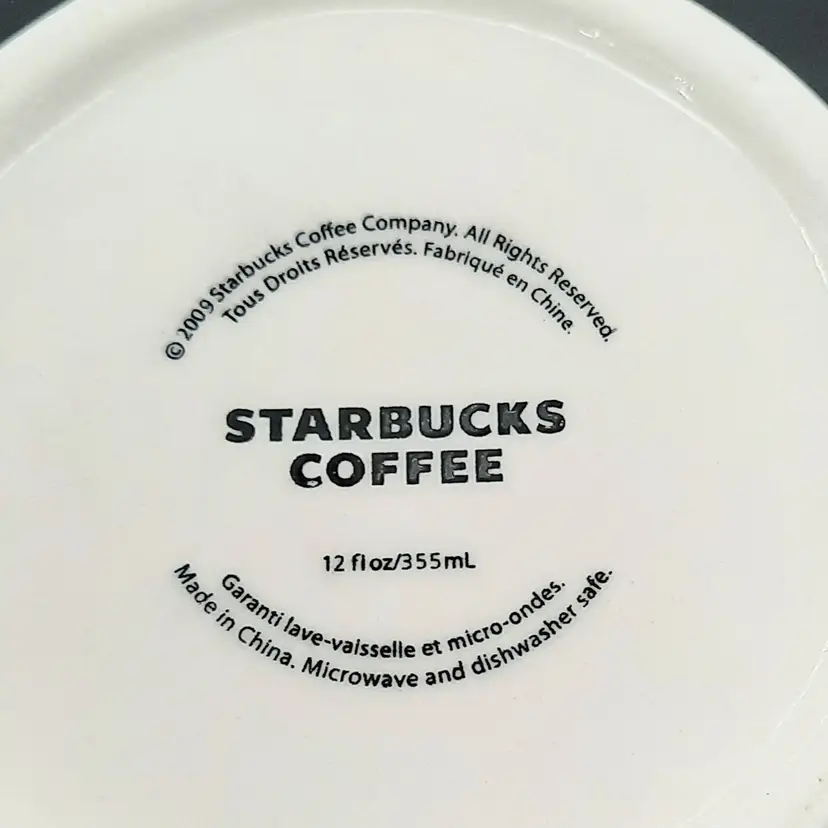 © 2009 Starbucks Coffee Company. All Rights Reserved.
Tous Droits Réservés. Fabriqué en Chine.
STARBUCKS
COFFEE
12 fl oz/355mL
Garanti lave-vaisselle et micro-ondes.
Made in China. Microwave and dishwasher safe.